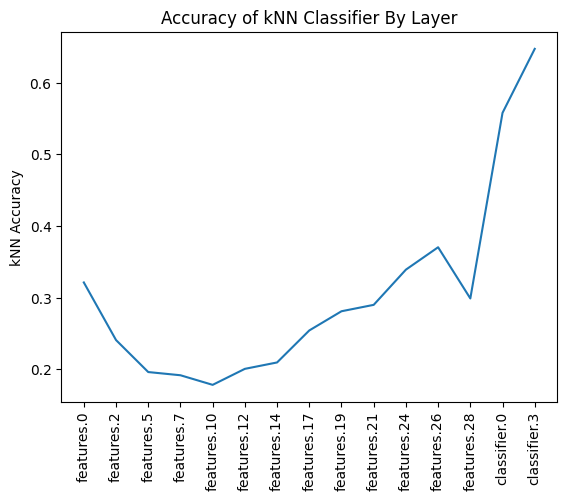 Accuracy of kNN Classifier By Layer
kNN Accuracy
0.6
0.5
0.4
0.3
0.2
features.0
features.2
features.5
features.7
features.10
features.12
features.14
features.17
features.19
features.21
features.24
features.26
features.28
classifier.0
classifier.3